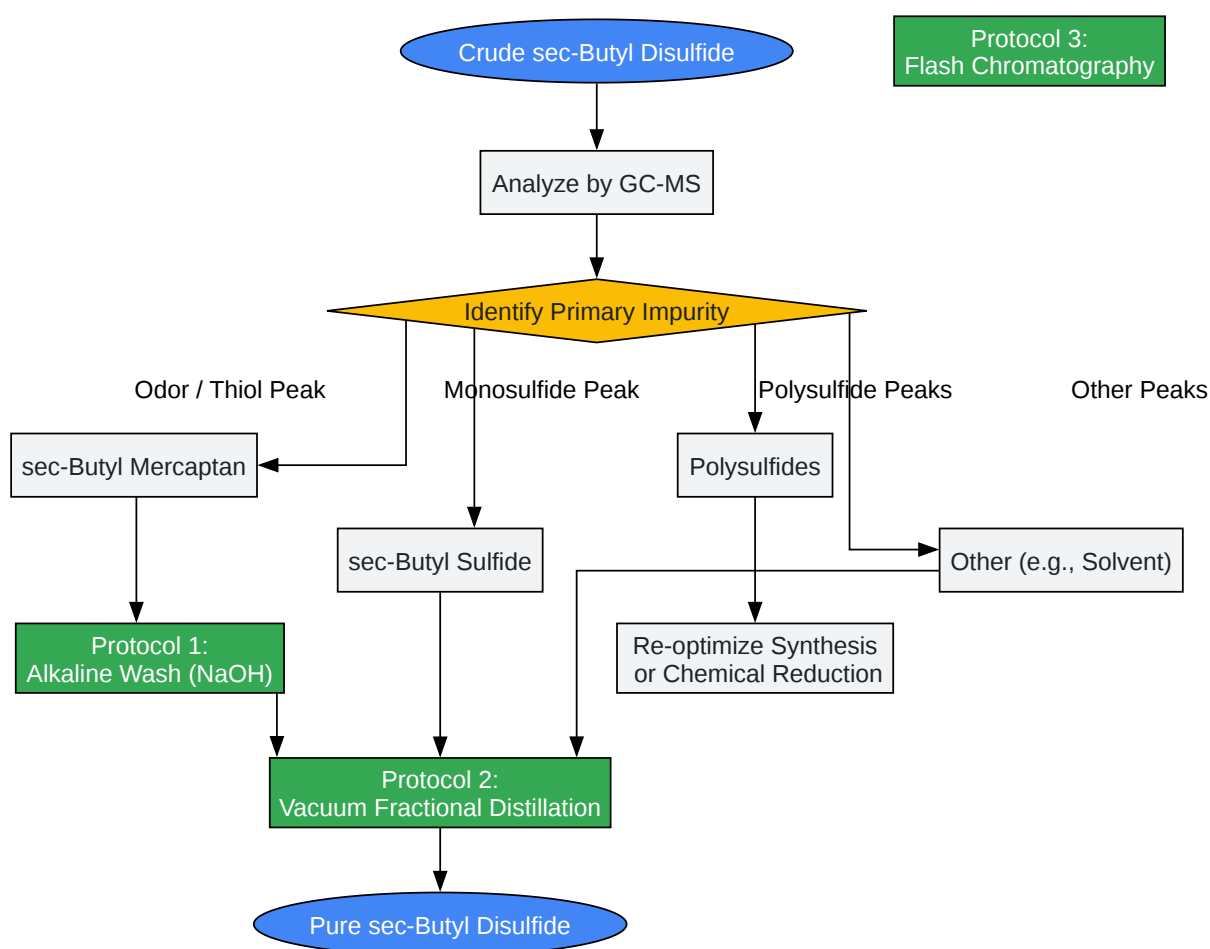 Crude sec-Butyl Disulfide
Protocol 3:
Flash Chromatography
Analyze by GC-MS
Identify Primary Impurity
Odor / Thiol Peak
Monosulfide Peak
Polysulfide Peaks
Other Peaks
sec-Butyl Mercaptan
Polysulfides
sec-Butyl Sulfide
Other (e.g., Solvent)
Protocol 1:
Alkaline Wash (NaOH)
Re-optimize Synthesis
or Chemical Reduction
Protocol 2:
Vacuum Fractional Distillation
Pure sec-Butyl Disulfide